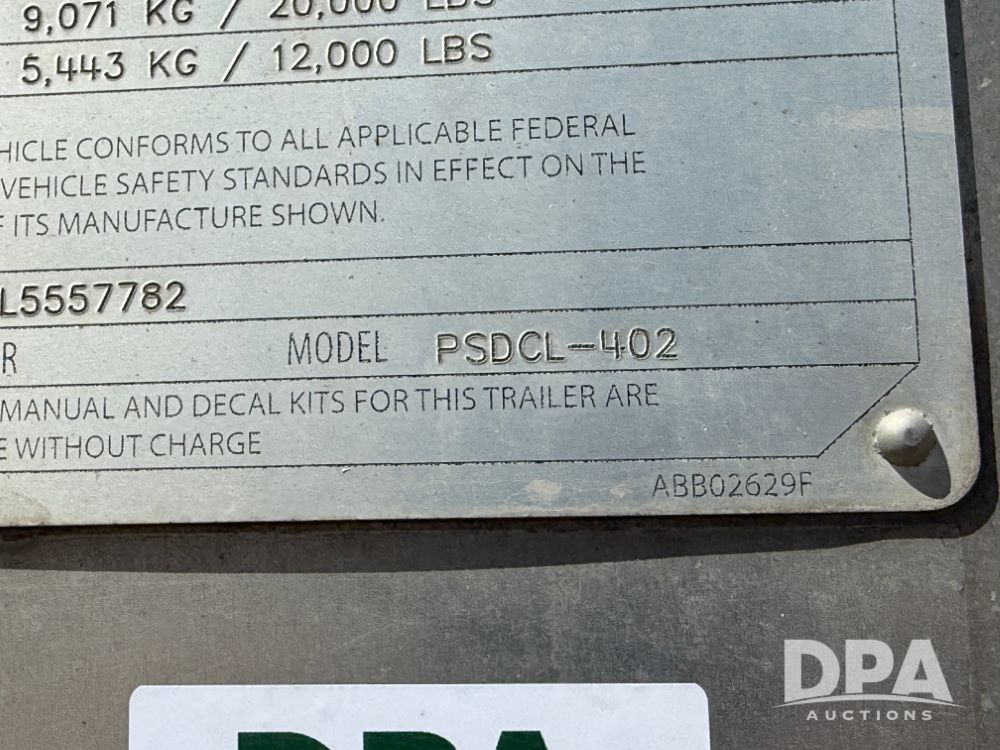 9,071 KG / 20,000 LBS
5,443 KG / 12,000 LBS
HICLE CONFORMS TO ALL APPLICABLE FEDERAL
VEHICLE SAFETY STANDARDS IN EFFECT ON THE
F ITS MANUFACTURE SHOWN.
L5557782
R MODEL PSDCL-402
MANUAL AND DECAL KITS FOR THIS TRAILER ARE
E WITHOUT CHARGE
ABB02629F
DPA
AUCTIONS
DPA